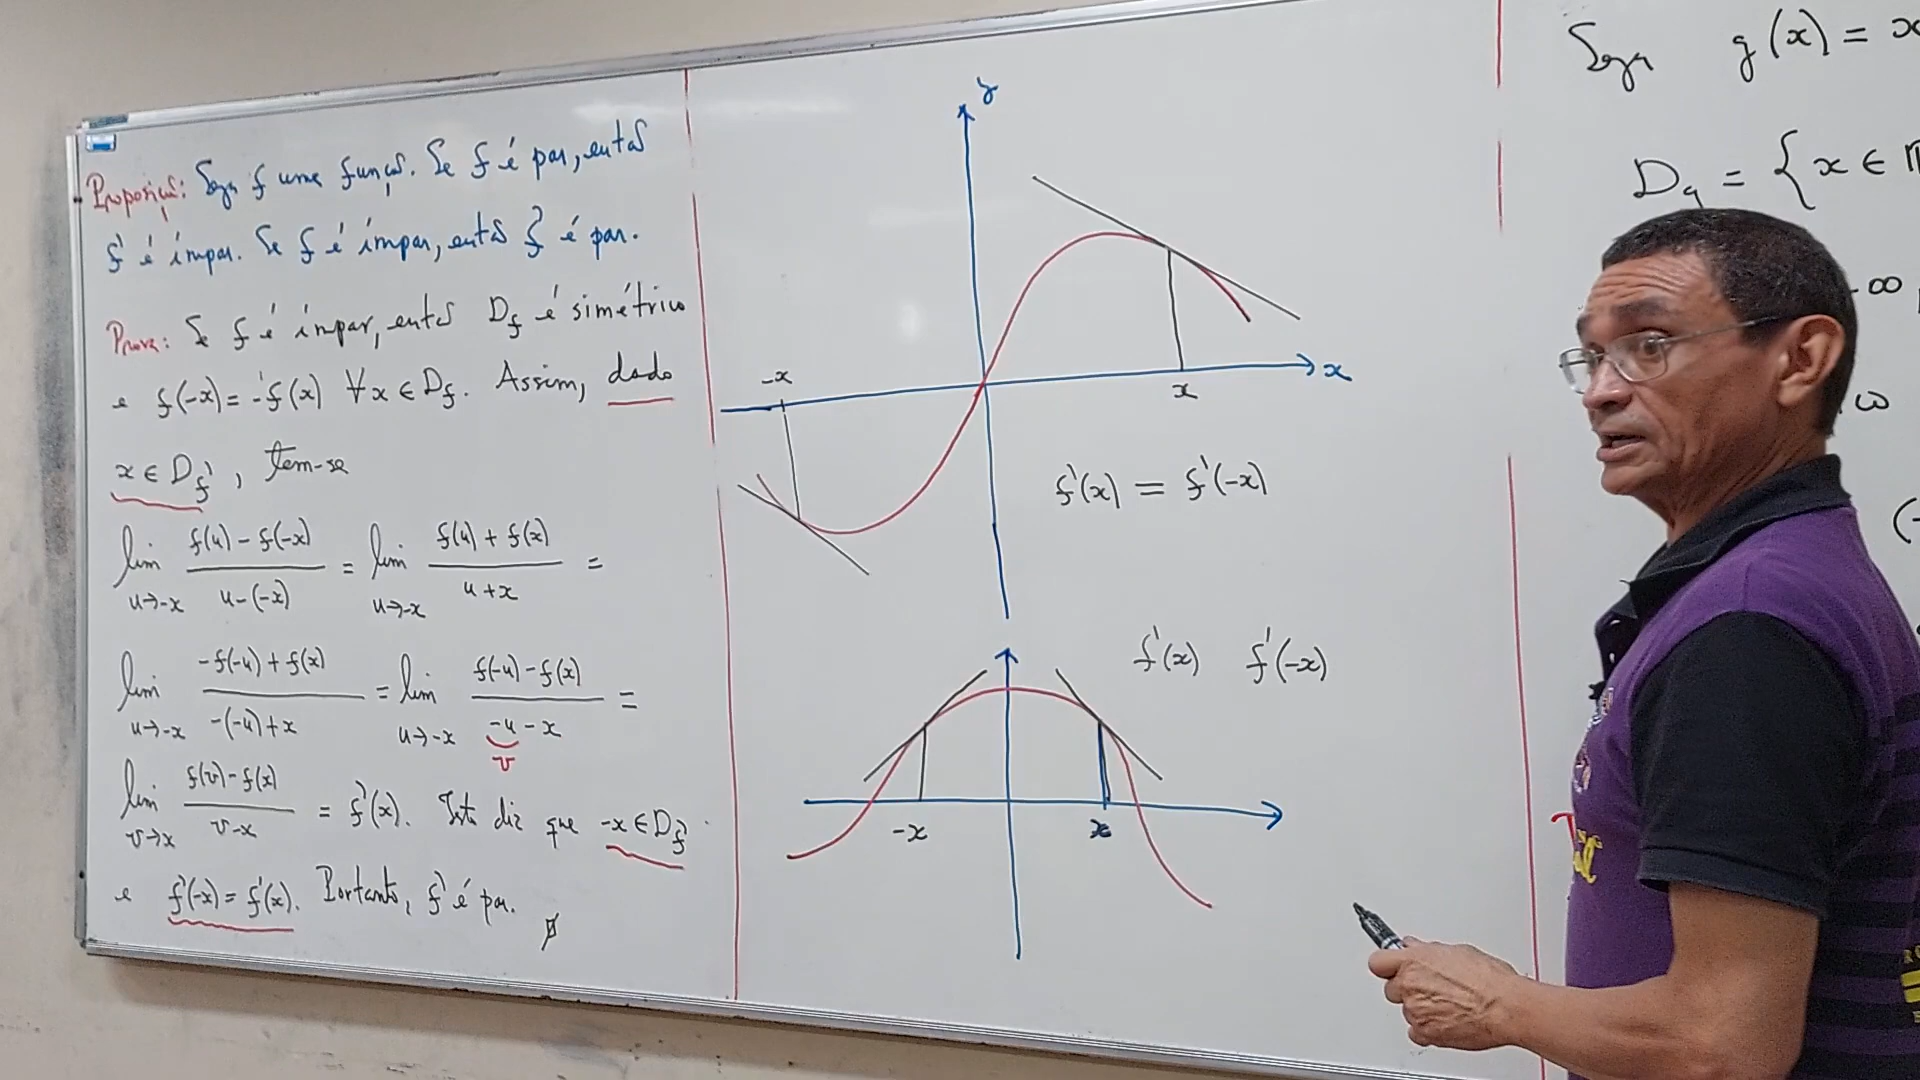 Proposição: Seja f uma função. Se f é par, então
f' é ímpar. Se f é ímpar, então f' é par.
Prova: Se f é ímpar, então D_f é simétrico
e f(-x) = -f(x) ∀x ∈ D_f. Assim, dado
x ∈ D_f', tem-se
lim_{u→-x} (f(u) - f(-x))/(u-(-x)) = lim_{u→-x} (f(u) + f(x))/(u+x) =
lim_{u→-x} (-f(-u) + f(x))/(-(-u)+x) = lim_{u→-x} (f(-u) - f(x))/(-u-x) =
v
lim_{v→x} (f(v) - f(x))/(v-x) = f'(x). Isto diz que -x ∈ D_f'
e f'(-x) = f'(x). Portanto, f' é par.
y
-x
x
x
f'(x) = f'(-x)
f'(x) f'(-x)
-x
x
Seja g(x) = x
D_g = { x ∈
-∞